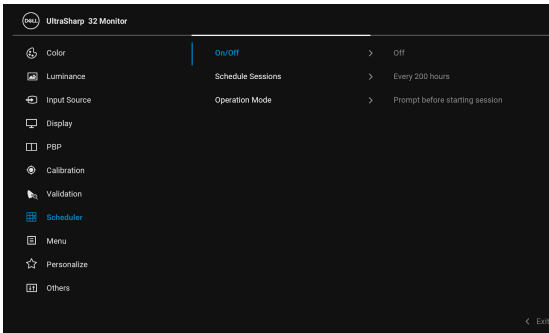 DELL UltraSharp 32 Monitor
Color
On/Off
Off
Luminance
Schedule Sessions
Every 200 hours
Input Source
Operation Mode
Prompt before starting session
Display
PBP
Calibration
Validation
Scheduler
Menu
Personalize
Others
Exit